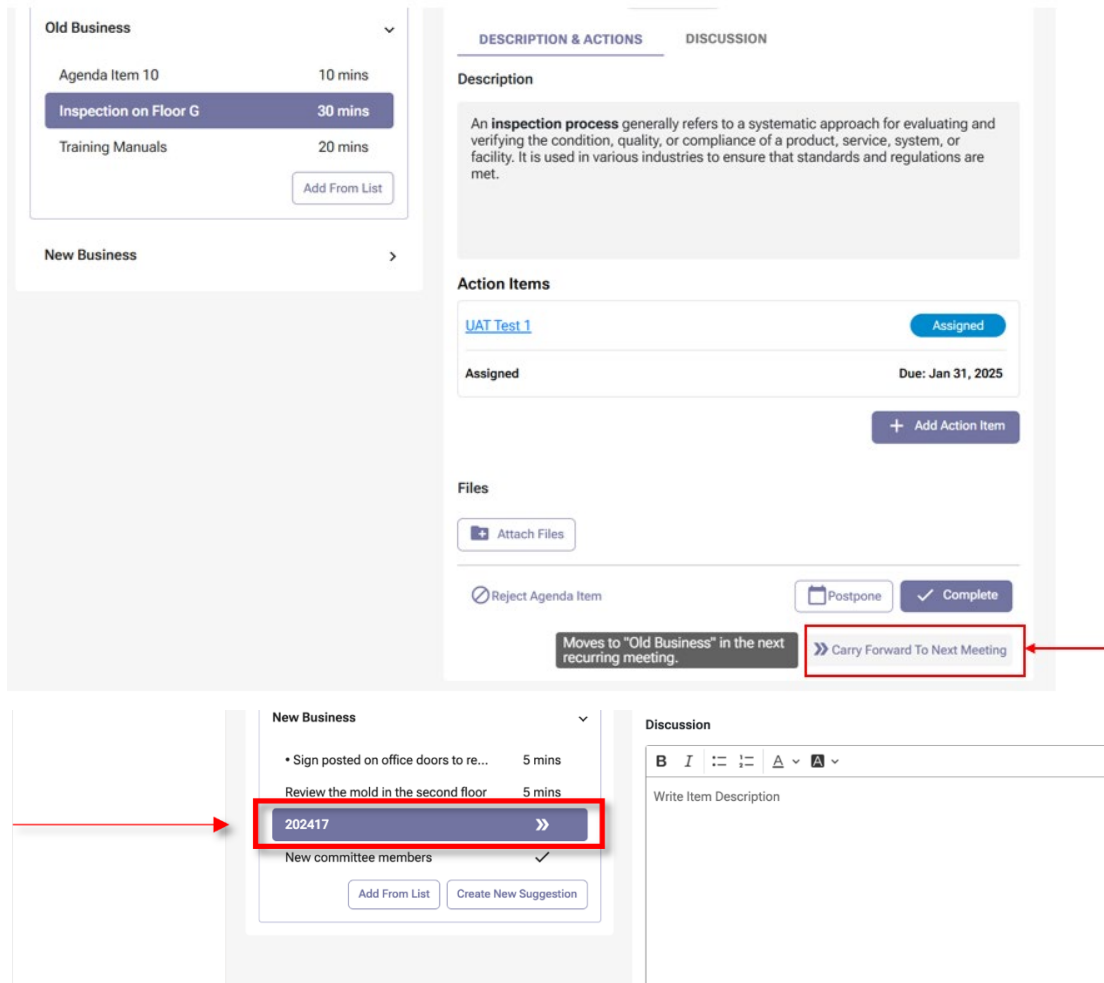 Old Business
Agenda Item 10 10 mins
Inspection on Floor G 30 mins
Training Manuals 20 mins
Add From List
New Business
DESCRIPTION & ACTIONS DISCUSSION
Description
An inspection process generally refers to a systematic approach for evaluating and
verifying the condition, quality, or compliance of a product, service, system, or
facility. It is used in various industries to ensure that standards and regulations are
met.
Action Items
UAT Test 1 Assigned
Assigned Due: Jan 31, 2025
+ Add Action Item
Files
Attach Files
Reject Agenda Item Postpone Complete
Moves to "Old Business" in the next
recurring meeting.
Carry Forward To Next Meeting
New Business
• Sign posted on office doors to re... 5 mins
Review the mold in the second floor 5 mins
202417
New committee members
Add From List Create New Suggestion
Discussion
B I A A
Write Item Description